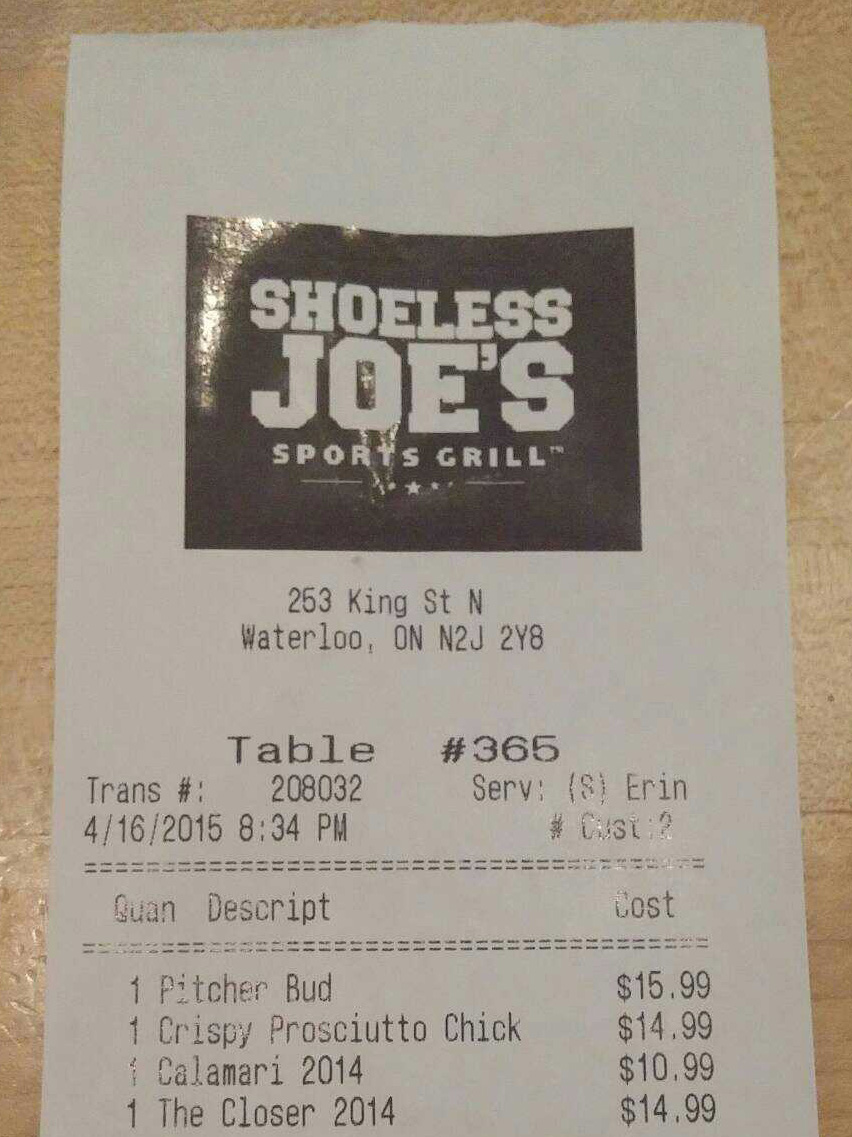 SHOELESS
JOE'S
SPORTS GRILL™
253 King St N
Waterloo, ON N2J 2Y8
Table #365
Trans #: 208032 Serv: (S) Erin
4/16/2015 8:34 PM # Cust:2
Quan Descript Cost
1 Pitcher Bud $15.99
1 Crispy Prosciutto Chick $14.99
1 Calamari 2014 $10.99
1 The Closer 2014 $14.99